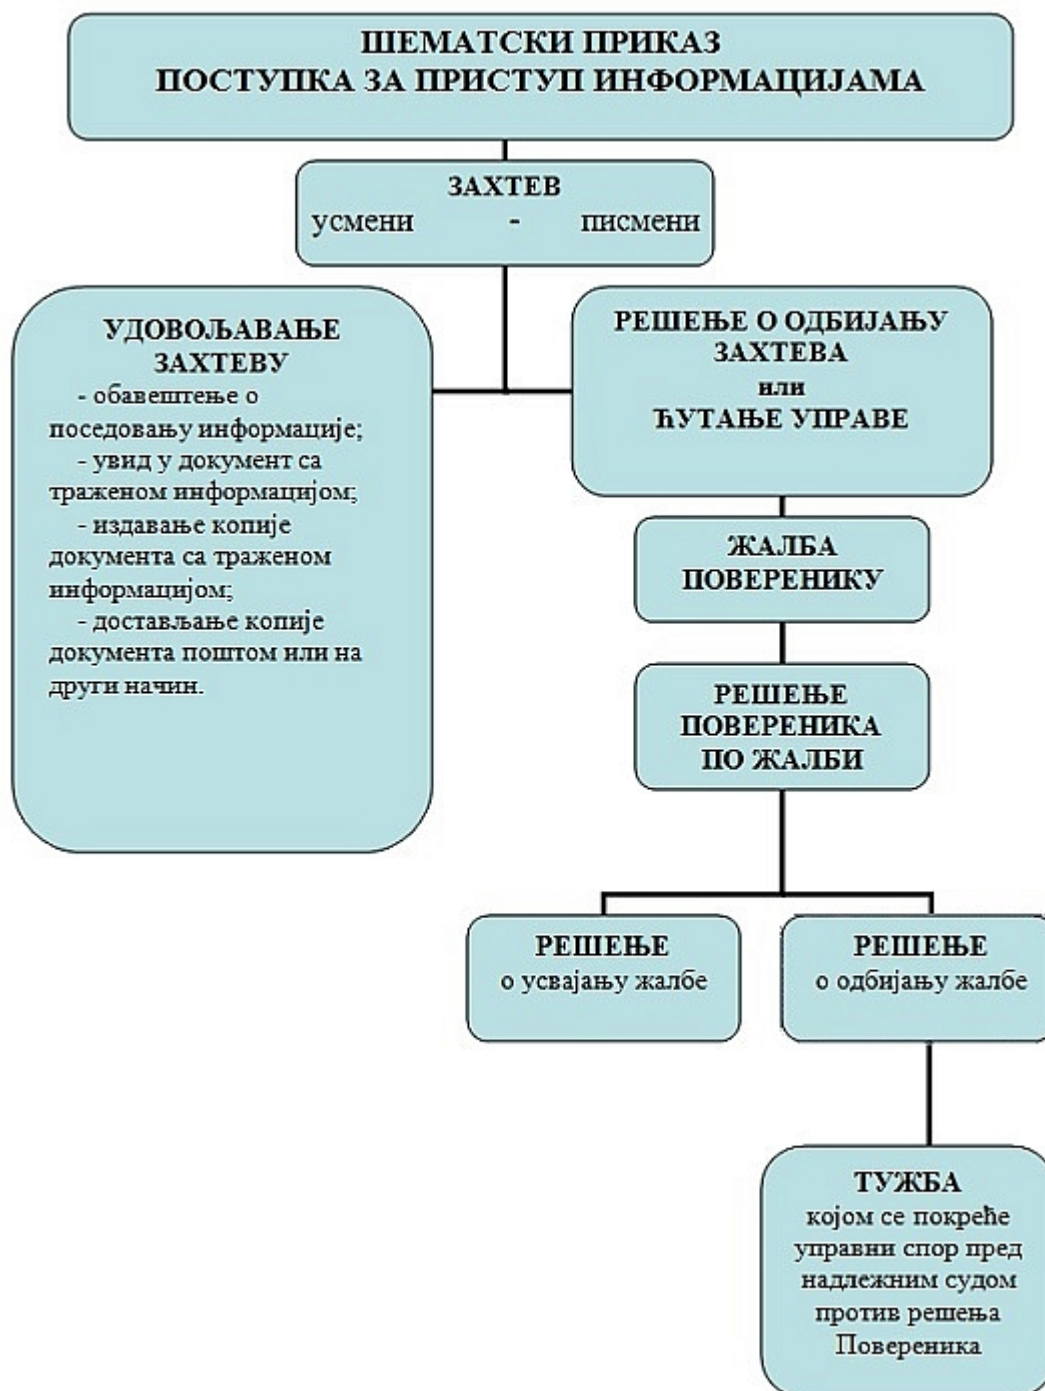 ШЕМАТСКИ ПРИКАЗ
ПОСТУПКА ЗА ПРИСТУП ИНФОРМАЦИЈАМА
ЗАХТЕВ
усмени - писмени
УДОВОЉАВАЊЕ
ЗАХТЕВУ
- обавештење о
поседовању информације;
- увид у документ са
траженом информацијом;
- издавање копије
документа са траженом
информацијом;
- достављање копије
документа поштом или на
други начин.
РЕШЕЊЕ О ОДБИЈАЊУ
ЗАХТЕВА
или
ЋУТАЊЕ УПРАВЕ
ЖАЛБА
ПОВЕРЕНИКУ
РЕШЕЊЕ
ПОВЕРЕНИКА
ПО ЖАЛБИ
РЕШЕЊЕ
о усвајању жалбе
РЕШЕЊЕ
о одбијању жалбе
ТУЖБА
којом се покреће
управни спор пред
надлежним судом
против решења
Повереника